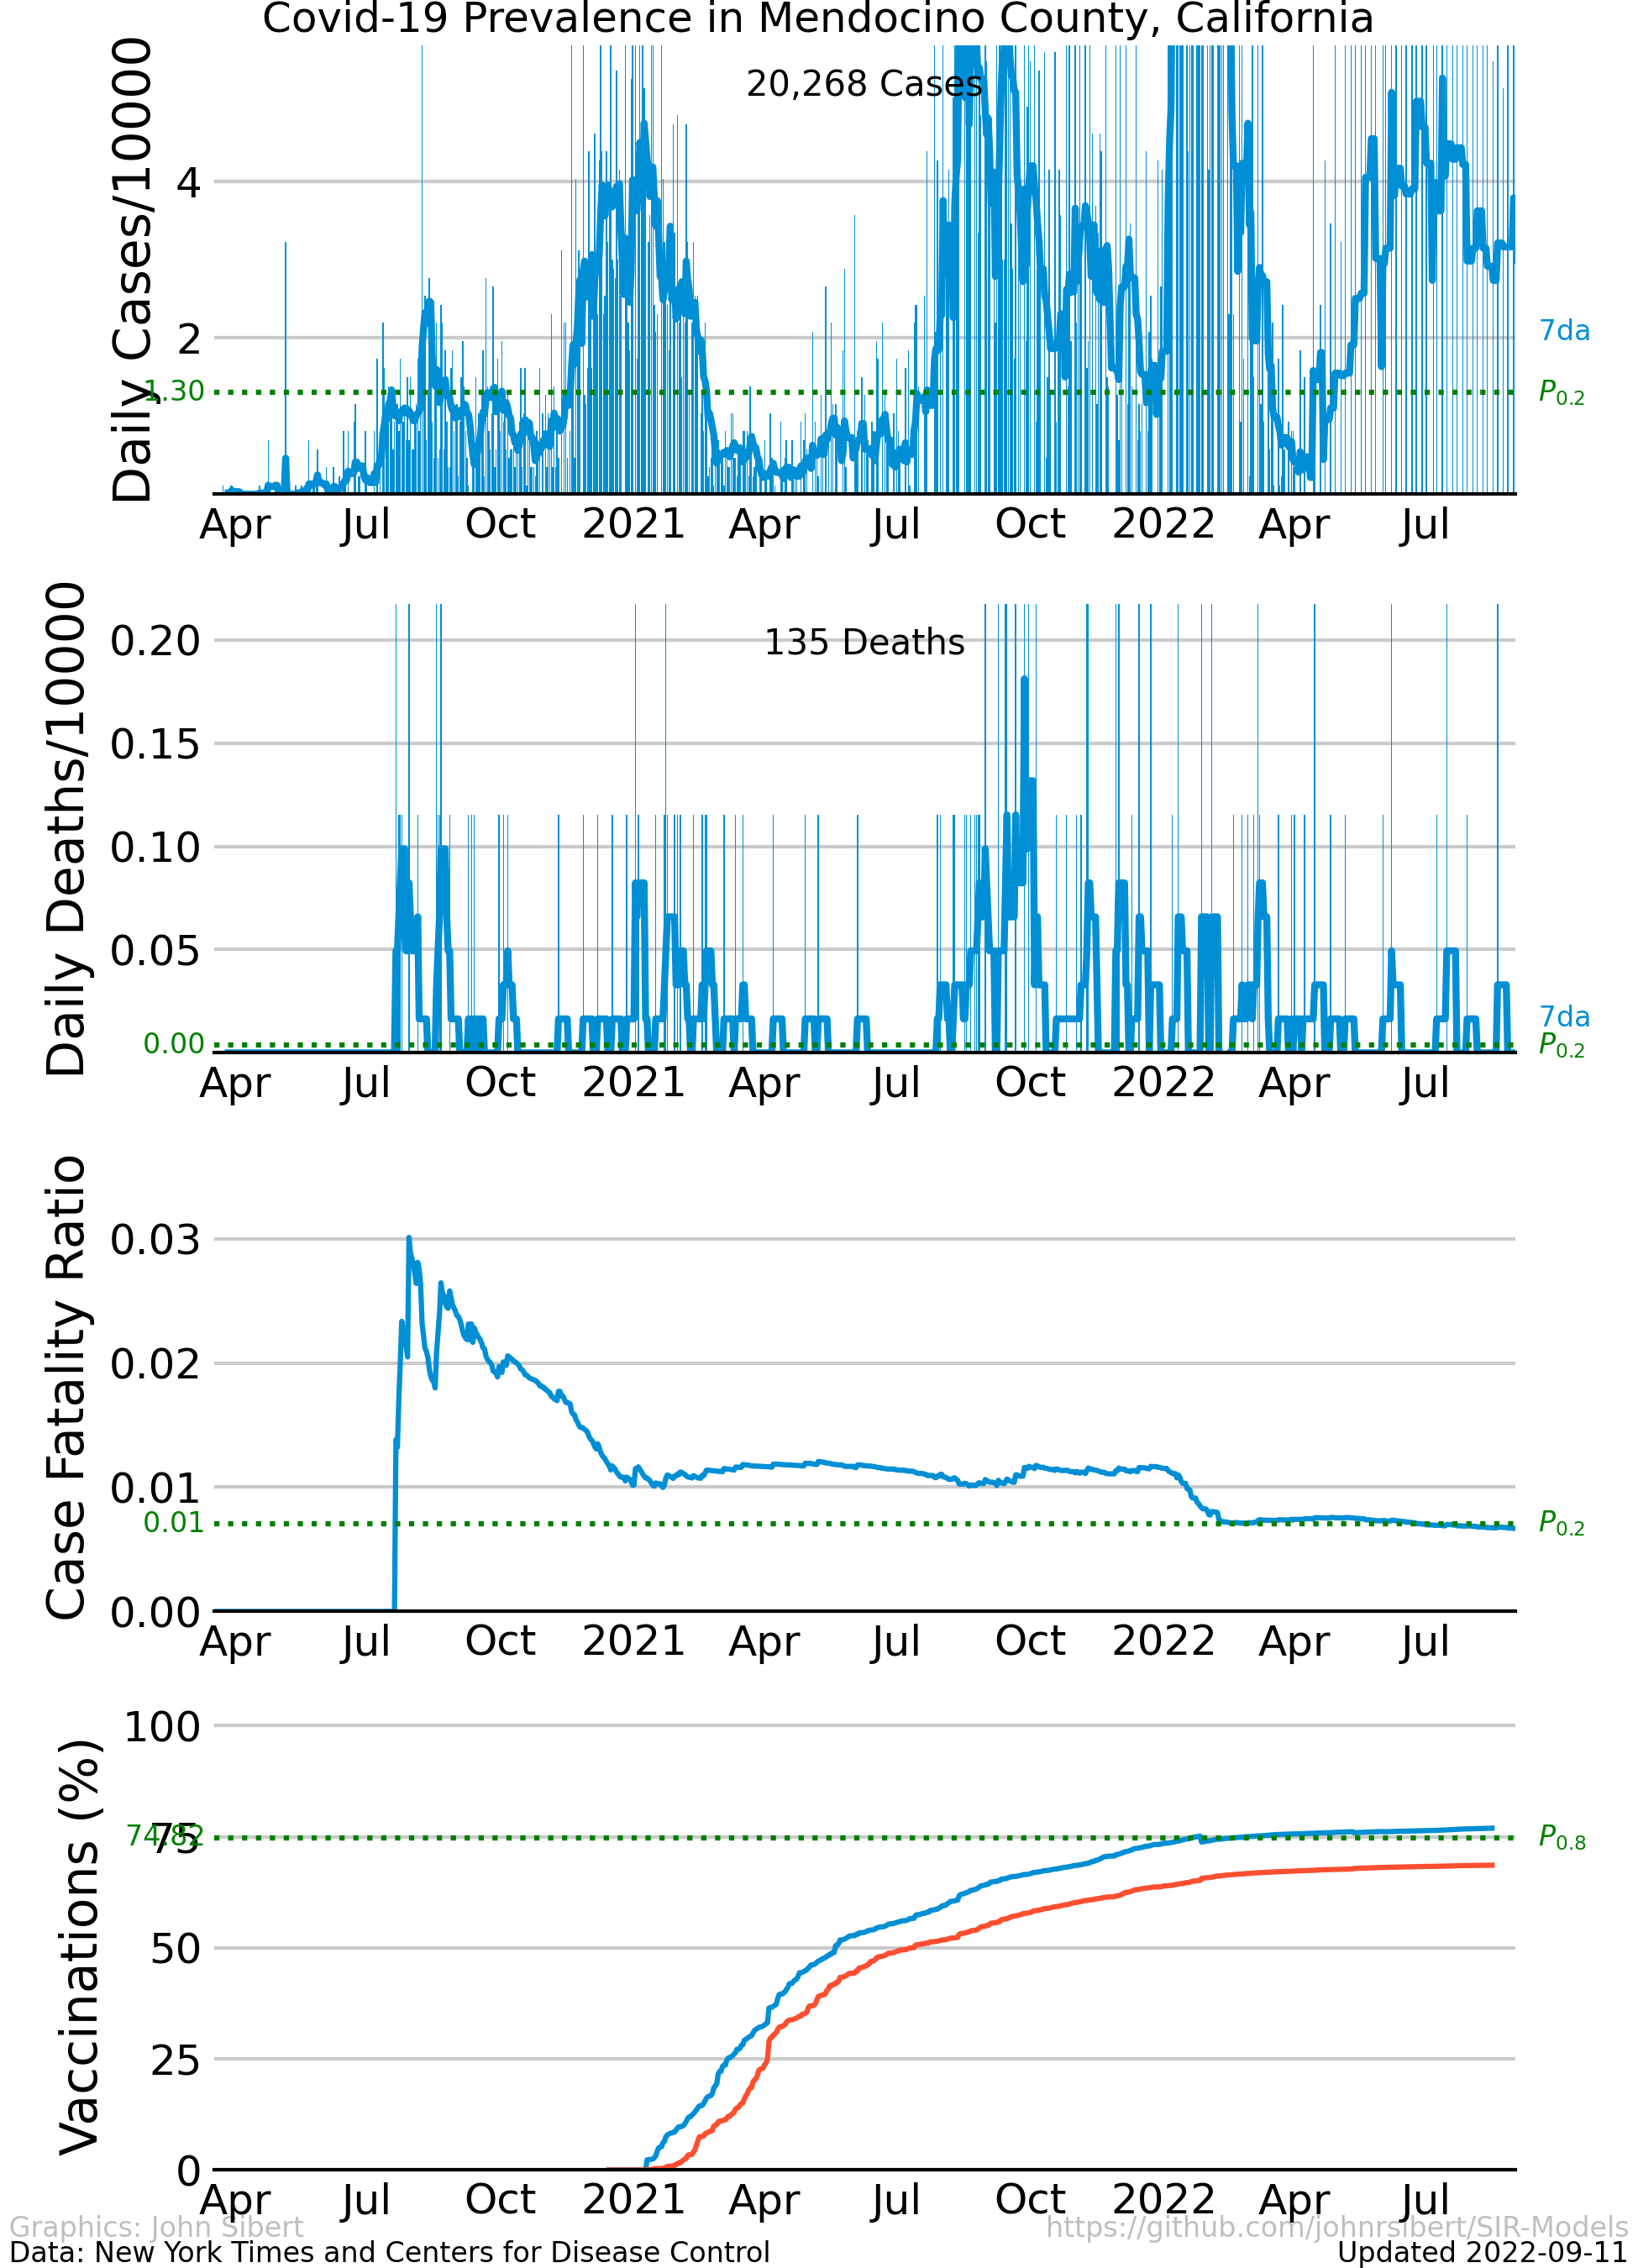 Covid-19 Prevalence in Mendocino County, California
Daily Cases/10000
20,268 Cases
4
2
1.30
7da
P0.2
Apr Jul Oct 2021 Apr Jul Oct 2022 Apr Jul
Daily Deaths/10000
135 Deaths
0.20
0.15
0.10
0.05
0.00
7da
P0.2
Apr Jul Oct 2021 Apr Jul Oct 2022 Apr Jul
Case Fatality Ratio
0.03
0.02
0.01
0.01
P0.2
0.00
Apr Jul Oct 2021 Apr Jul Oct 2022 Apr Jul
Vaccinations (%)
100
75
74.82
P0.8
50
25
0
Apr Jul Oct 2021 Apr Jul Oct 2022 Apr Jul
Graphics: John Sibert
https://github.com/johnrsibert/SIR-Models
Data: New York Times and Centers for Disease Control
Updated 2022-09-11